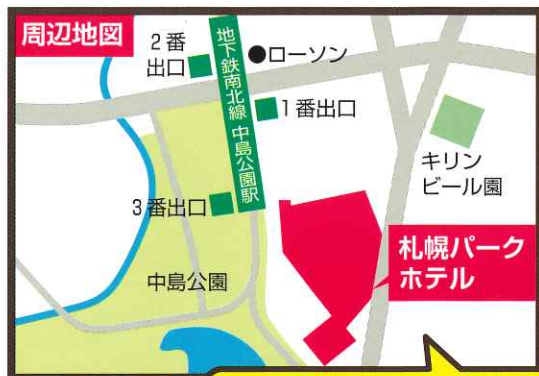 周辺地図
2番
出口
●ローソン
地下鉄南北線 中島公園駅
1番出口
キリン
ビール園
3番出口
中島公園
札幌パーク
ホテル